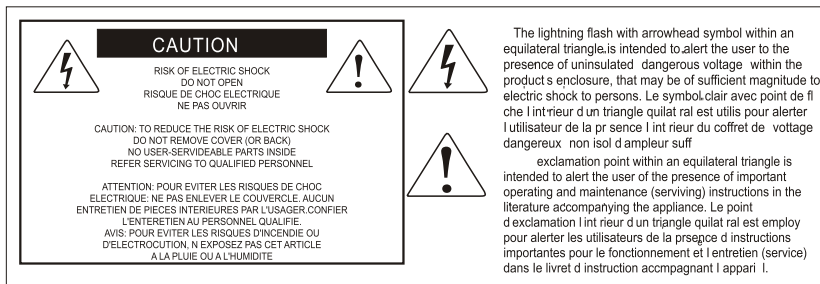 CAUTION
RISK OF ELECTRIC SHOCK
DO NOT OPEN
RISQUE DE CHOC ELECTRIQUE
NE PAS OUVRIR
CAUTION: TO REDUCE THE RISK OF ELECTRIC SHOCK
DO NOT REMOVE COVER (OR BACK)
NO USER-SERVIDEABLE PARTS INSIDE
REFER SERVICING TO QUALIFIED PERSONNEL
ATTENTION: POUR EVITER LES RISQUES DE CHOC
ELECTRIQUE: NE PAS ENLEVER LE COUVERCLE. AUCUN
ENTRETIEN DE PIECES INTERIEURES PAR L'USAGER.CONFIER
L'ENTERETIEN AU PERSONNEL QUALIFIE.
AVIS: POUR EVITER LES RISQUES D'INCENDIE OU
D'ELECTROCUTION, N EXPOSEZ PAS CET ARTICLE
A LA PLUIE OU A L'HUMIDITE
The lightning flash with arrowhead symbol within an
equilateral triangle,is intended to alert the user to the
presence of uninsulated dangerous voltage within the
product s enclosure, that may be of sufficient magnitude to
electric shock to persons. Le symbol clair avec point de fl
che l int rieur d un triangle quilat ral est utilis pour alerter
l utilisateur de la pr sence l int rieur du coffret de vottage
dangereux non isol d ampleur suff
exclamation point within an equilateral triangle is
intended to alert the user of the presence of important
operating and maintenance (serviving) instructions in the
literature accompanying the appliance. Le point
d exclamation l int rieur d un triangle quilat ral est employ
pour alerter les utilisateurs de la presence d instructions
importantes pour le fonctionnement et l entretien (service)
dans le livret d instruction accmpagnant l appari l.